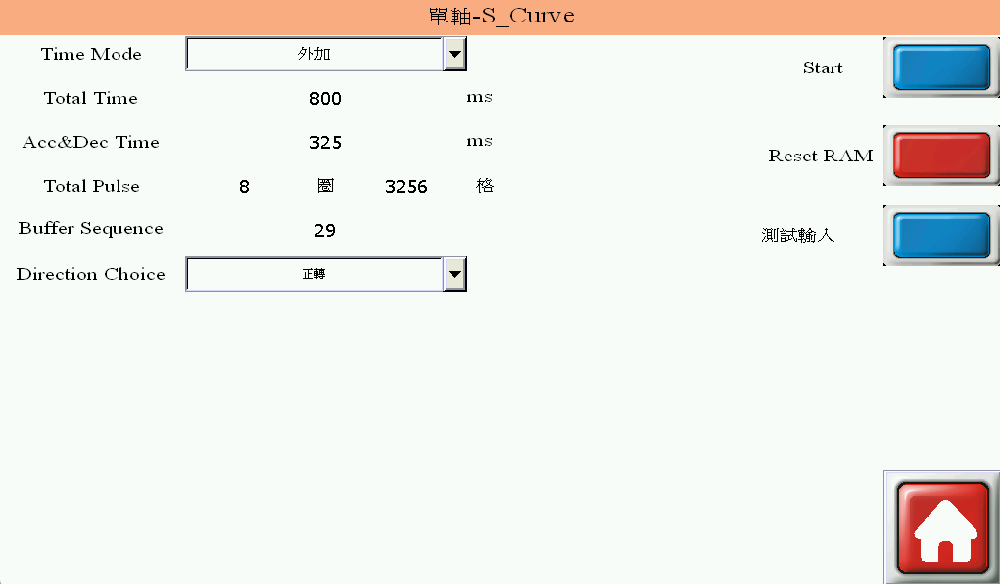 單軸-S_Curve
Time Mode 外加
Total Time 800 ms
Acc&Dec Time 325 ms
Total Pulse 8 圈 3256 格
Buffer Sequence 29
Direction Choice 正轉
Start
Reset RAM
測試輸入